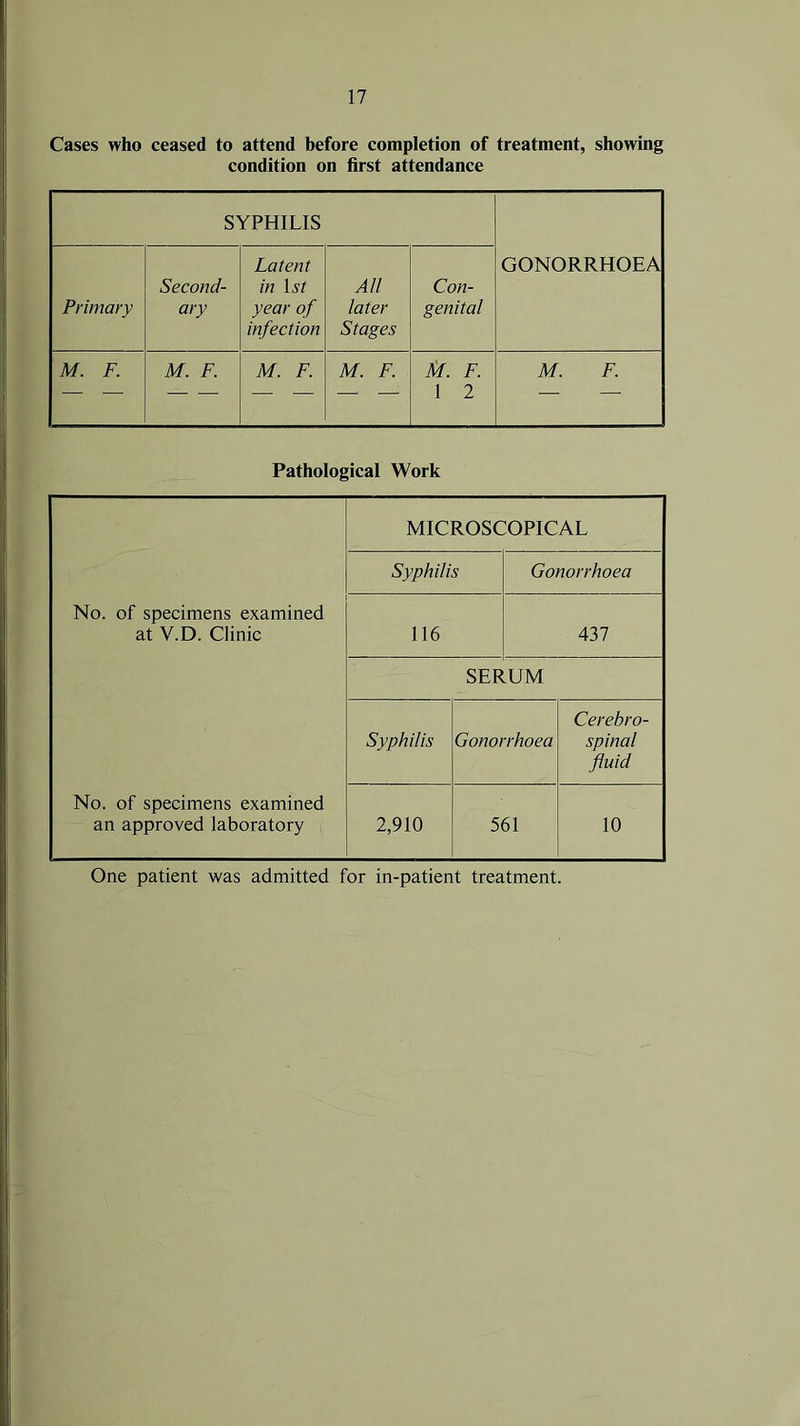 17
Cases who ceased to attend before completion of treatment, showing
condition on first attendance
SYPHILIS
GONORRHOEA
Primary
Second-
ary
Latent
in 1st
year of
infection
All
later
Stages
Con-
genital
M. F. M. F. M. F. M. F. M. F. M. F.
— — — — — — — — 1 2 — —
Pathological Work
MICROSCOPICAL
Syphilis Gonorrhoea
No. of specimens examined
at V.D. Clinic 116 437
SERUM
Syphilis Gonorrhoea
Cerebro-
spinal
fluid
No. of specimens examined
an approved laboratory 2,910 561 10
One patient was admitted for in-patient treatment.